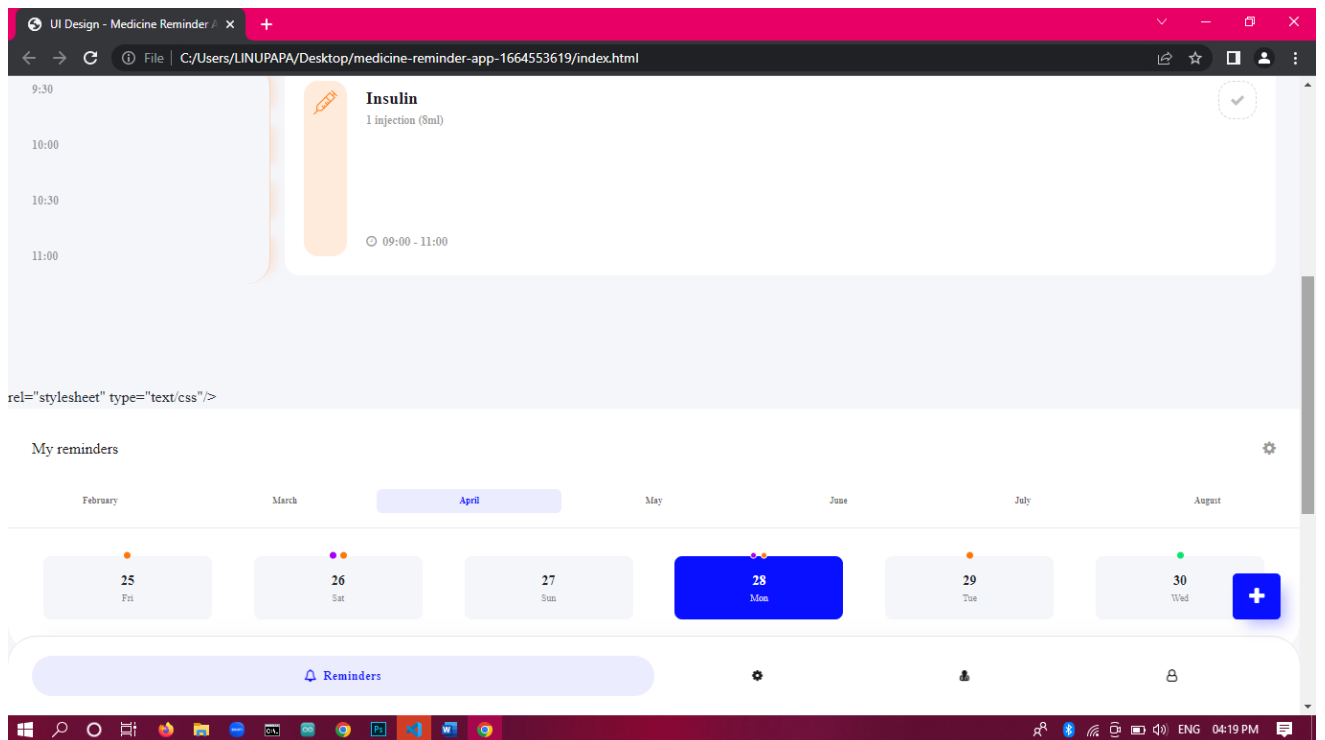 UI Design - Medicine Reminder A
File | C:/Users/LINUPAPA/Desktop/medicine-reminder-app-1664553619/index.html
9:30
Insulin
1 injection (8ml)
10:00
10:30
09:00 - 11:00
11:00
rel="stylesheet" type="text/css"/>
My reminders
February March April May June July August
25 26 27 28 29 30
Fri Sat Sun Mon Tue Wed
Reminders
Ps
ENG 04:19 PM